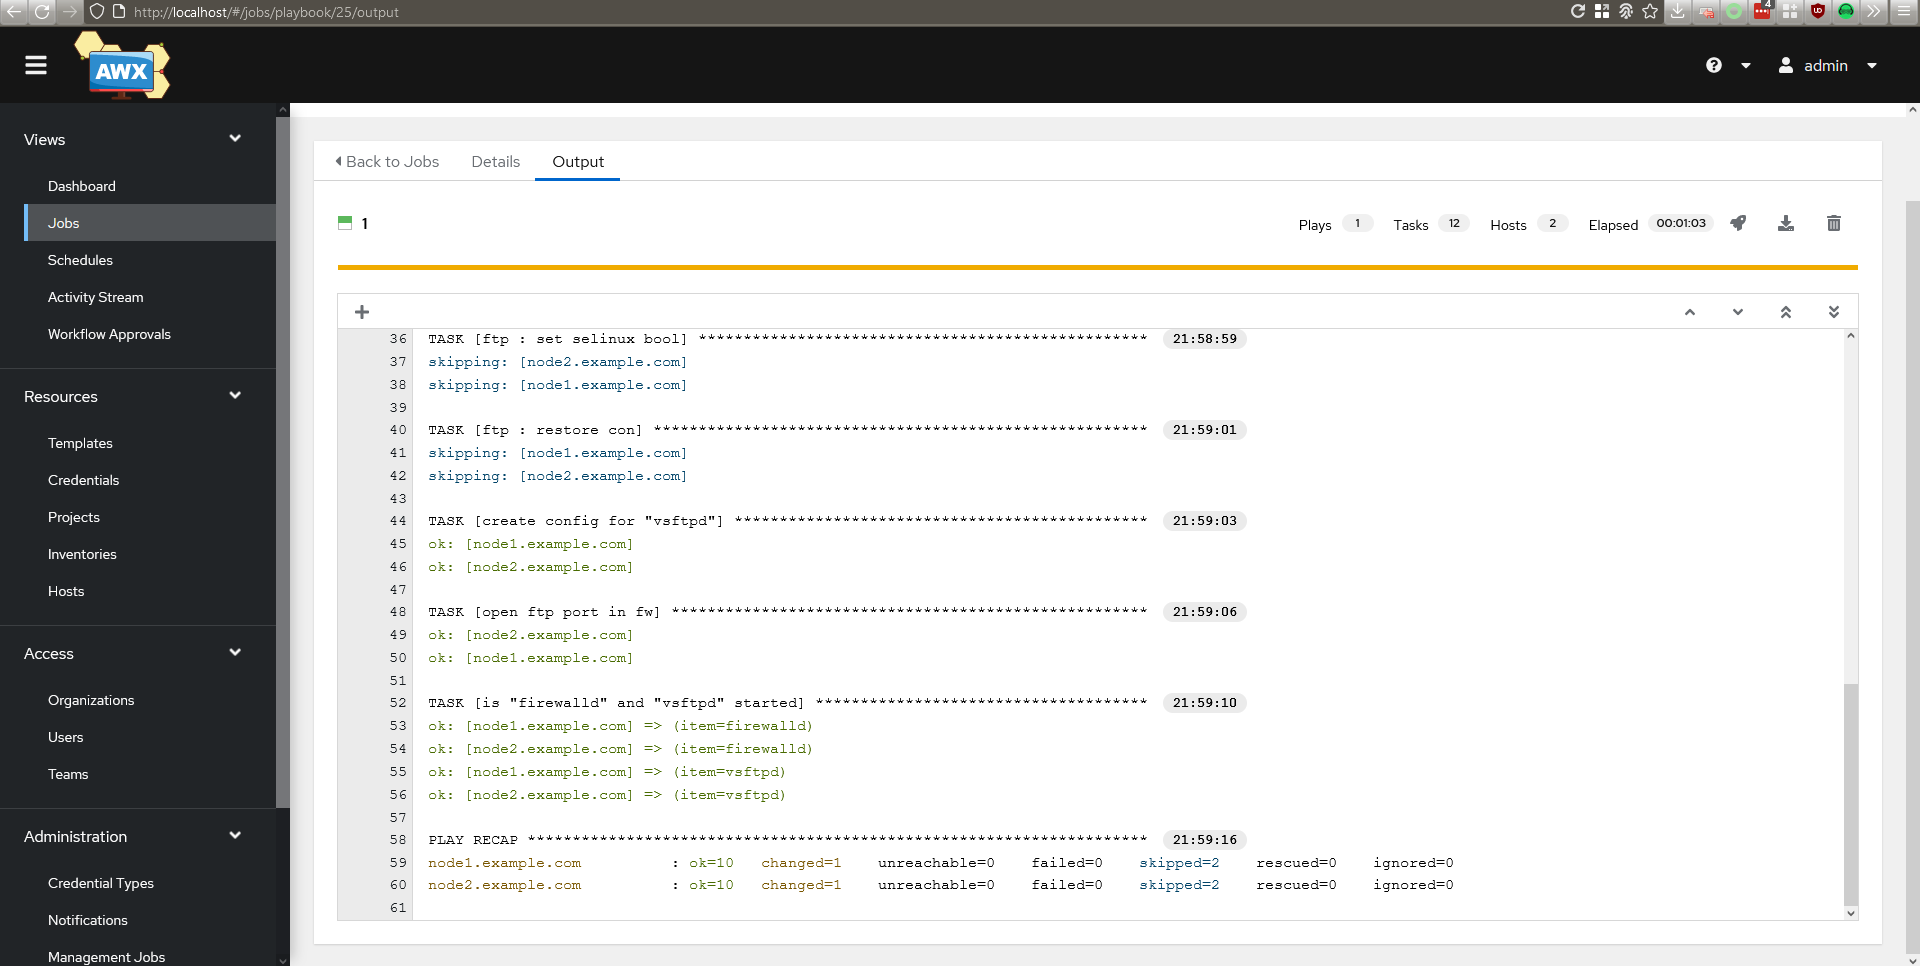 http://localhost/#/jobs/playbook/25/output
4
AWX
admin
Views
Dashboard
Jobs
Schedules
Activity Stream
Workflow Approvals
Resources
Templates
Credentials
Projects
Inventories
Hosts
Access
Organizations
Users
Teams
Administration
Credential Types
Notifications
Management Jobs
Back to Jobs Details Output
1 Plays 1 Tasks 12 Hosts 2 Elapsed 00:01:03
36 TASK [ftp : set selinux bool] ************************************************** 21:58:59
37 skipping: [node2.example.com]
38 skipping: [node1.example.com]
39
40 TASK [ftp : restore con] ******************************************************* 21:59:01
41 skipping: [node1.example.com]
42 skipping: [node2.example.com]
43
44 TASK [create config for "vsftpd"] ********************************************** 21:59:03
45 ok: [node1.example.com]
46 ok: [node2.example.com]
47
48 TASK [open ftp port in fw] ***************************************************** 21:59:06
49 ok: [node2.example.com]
50 ok: [node1.example.com]
51
52 TASK [is "firewalld" and "vsftpd" started] ************************************* 21:59:10
53 ok: [node1.example.com] => (item=firewalld)
54 ok: [node2.example.com] => (item=firewalld)
55 ok: [node1.example.com] => (item=vsftpd)
56 ok: [node2.example.com] => (item=vsftpd)
57
58 PLAY RECAP ********************************************************************* 21:59:16
59 node1.example.com : ok=10 changed=1 unreachable=0 failed=0 skipped=2 rescued=0 ignored=0
60 node2.example.com : ok=10 changed=1 unreachable=0 failed=0 skipped=2 rescued=0 ignored=0
61